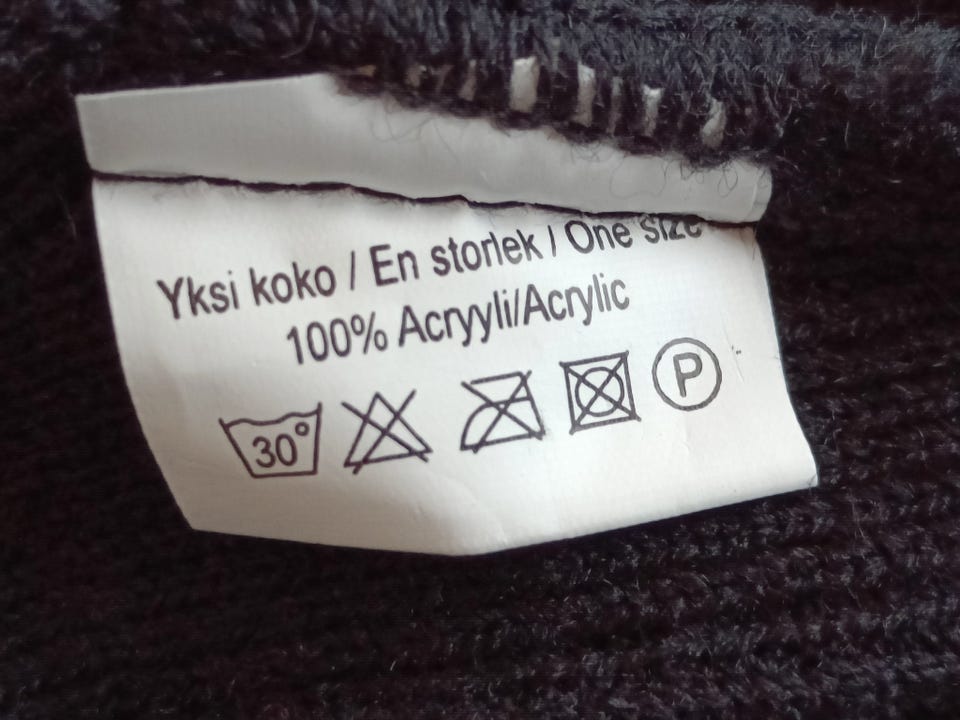 Yksi koko / En storlek / One size
100% Acryyli/Acrylic
30°
P